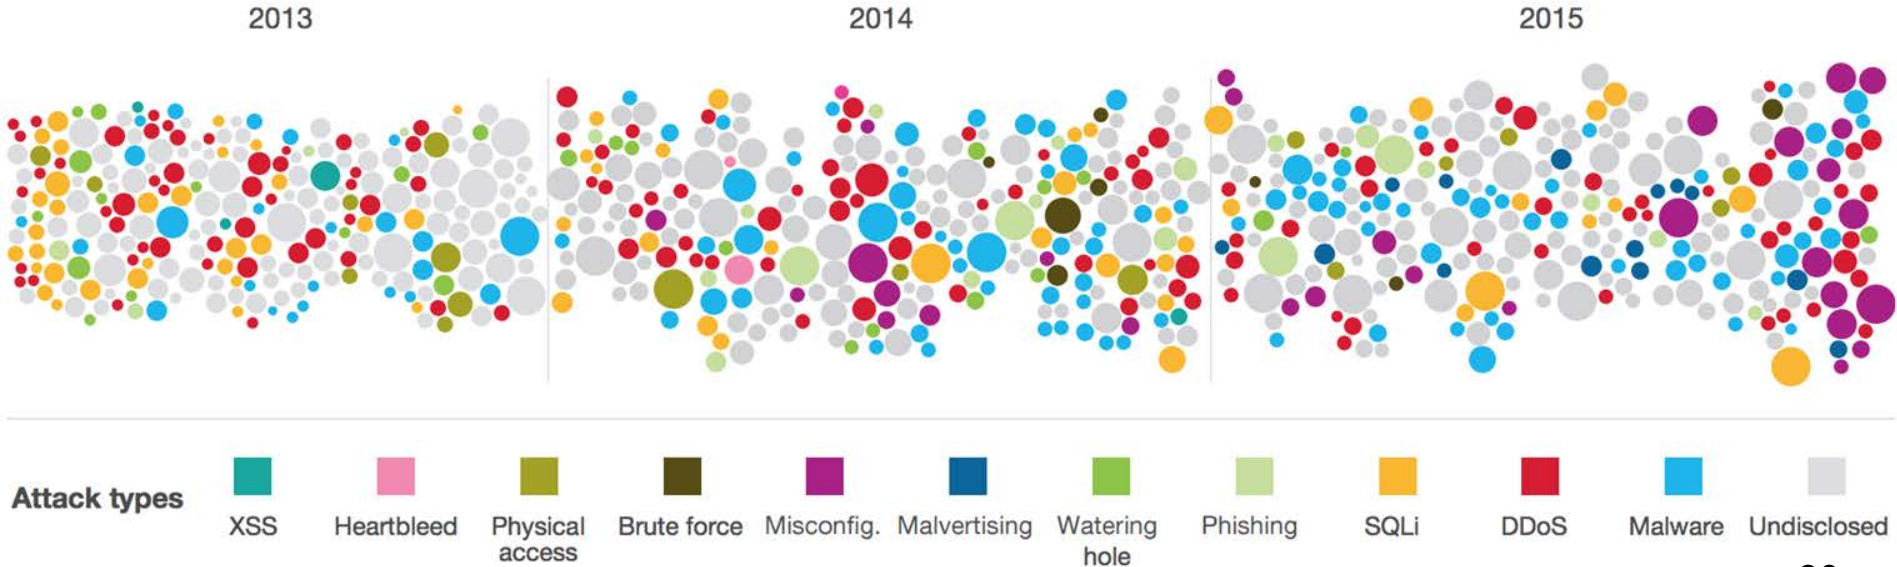 2013 2014 2015
Attack types
XSS
Heartbleed
Physical
access
Brute force
Misconfig.
Malvertising
Watering
hole
Phishing
SQLi
DDoS
Malware
Undisclosed